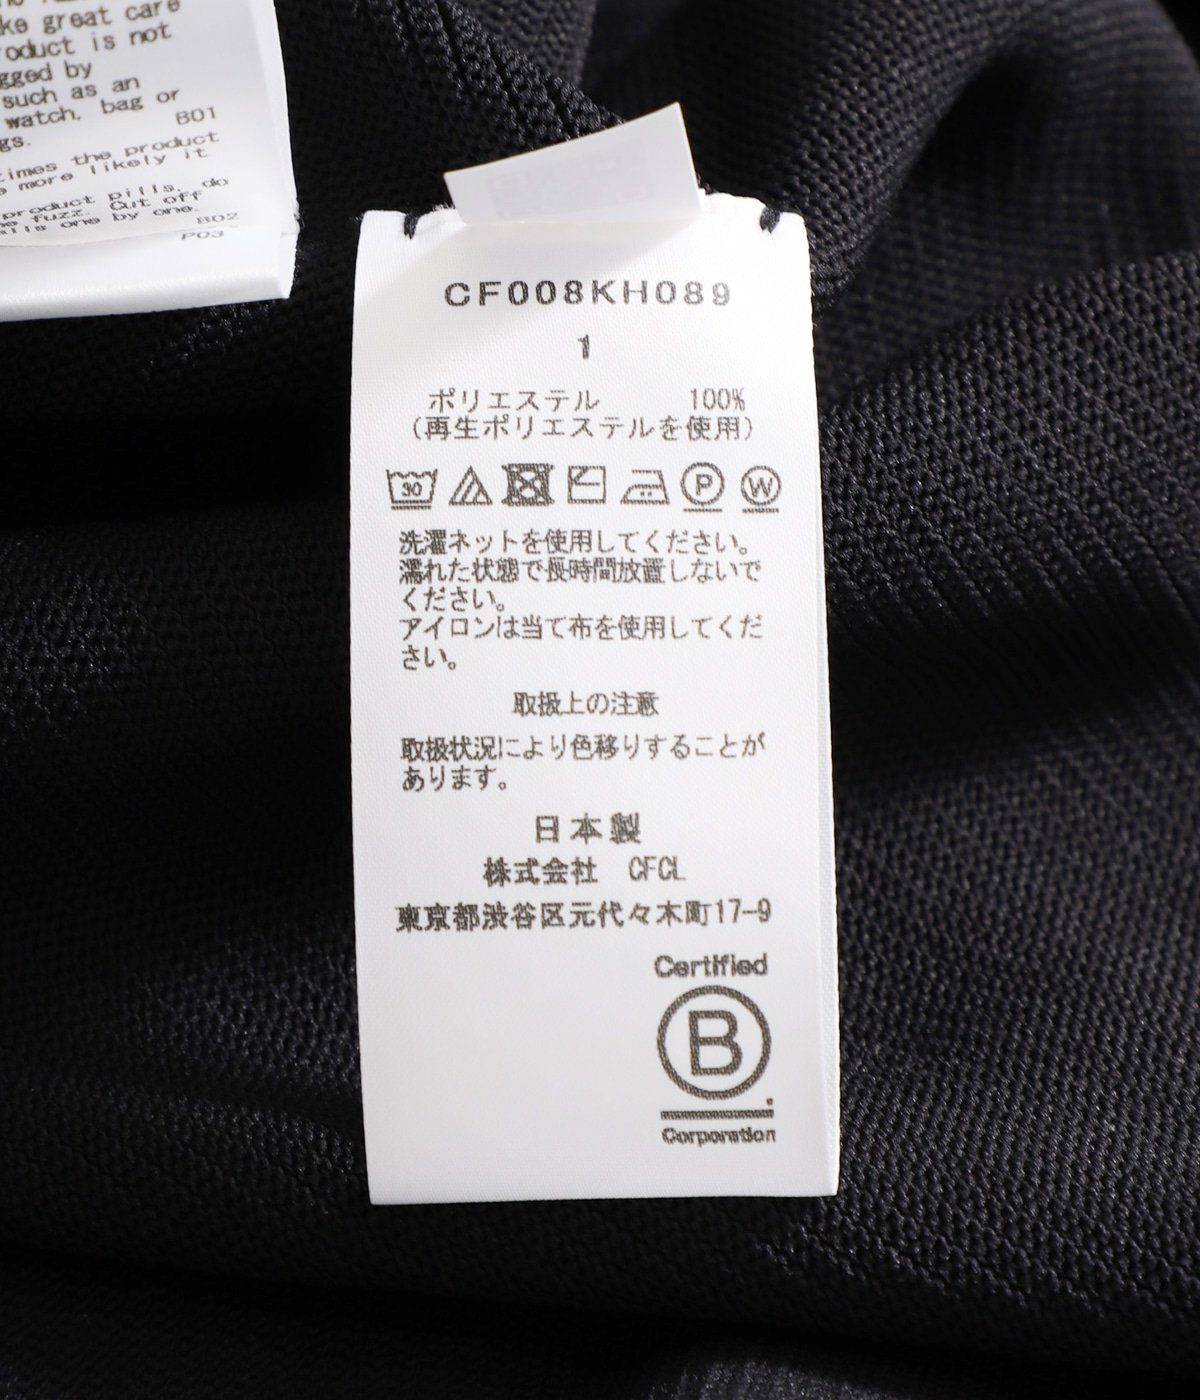 ke great care
roduct is not
gged by
such as an
watch, bag or
gs.
B01
times the product
more likely it
product pills, do
fuzz. Cut off
one by one.
B02
P03
CF008KH089
1
ポリエステル 100%
(再生ポリエステルを使用)
30
P
W
洗濯ネットを使用してください。
濡れた状態で長時間放置しないで
ください。
アイロンは当て布を使用してくだ
さい。
取扱上の注意
取扱状況により色移りすることが
あります。
日本製
株式会社 CFCL
東京都渋谷区元代々木町17-9
Certified
B
Corporation